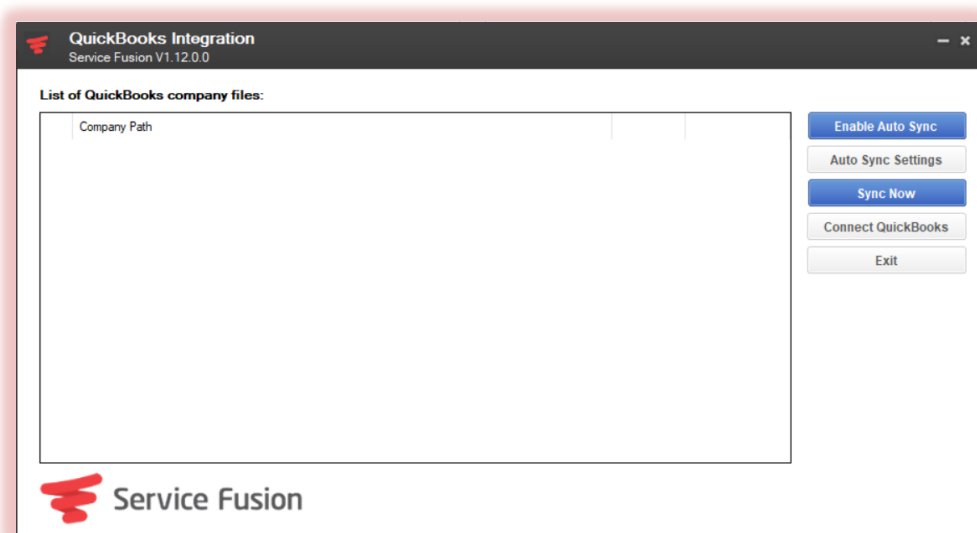 QuickBooks Integration
Service Fusion V1.12.0.0
List of QuickBooks company files:
Company Path
Enable Auto Sync
Auto Sync Settings
Sync Now
Connect QuickBooks
Exit
Service Fusion